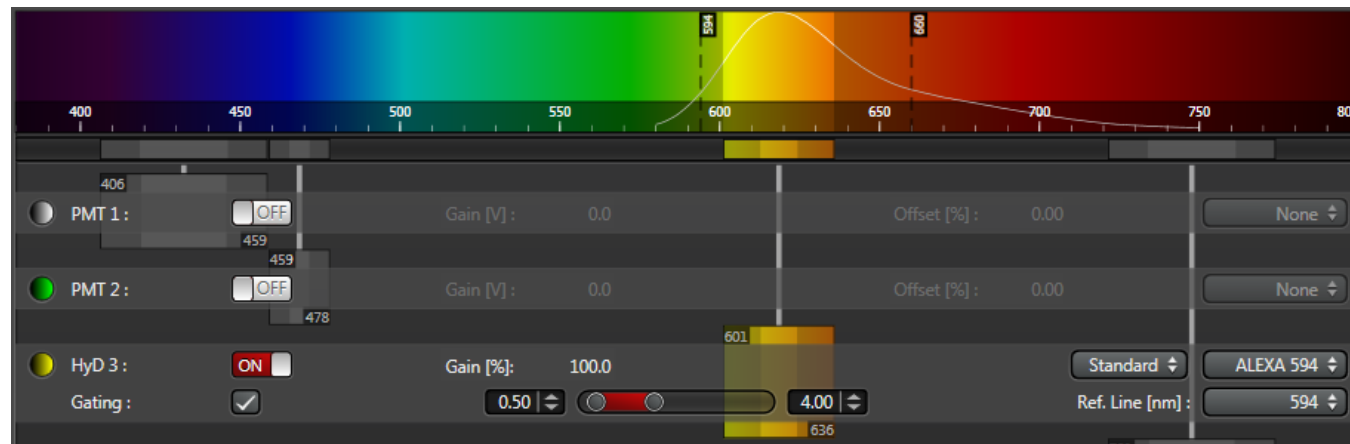 594 660
400 450 500 550 600 650 700 750 80
406
PMT 1 : OFF Gain [V] : 0.0 Offset [%] : 0.00 None
459
459
PMT 2 : OFF Gain [V] : 0.0 Offset [%] : 0.00 None
478
601
HyD 3 : ON Gain [%]: 100.0 Standard ALEXA 594
Gating : 0.50 4.00 Ref. Line [nm] : 594
636